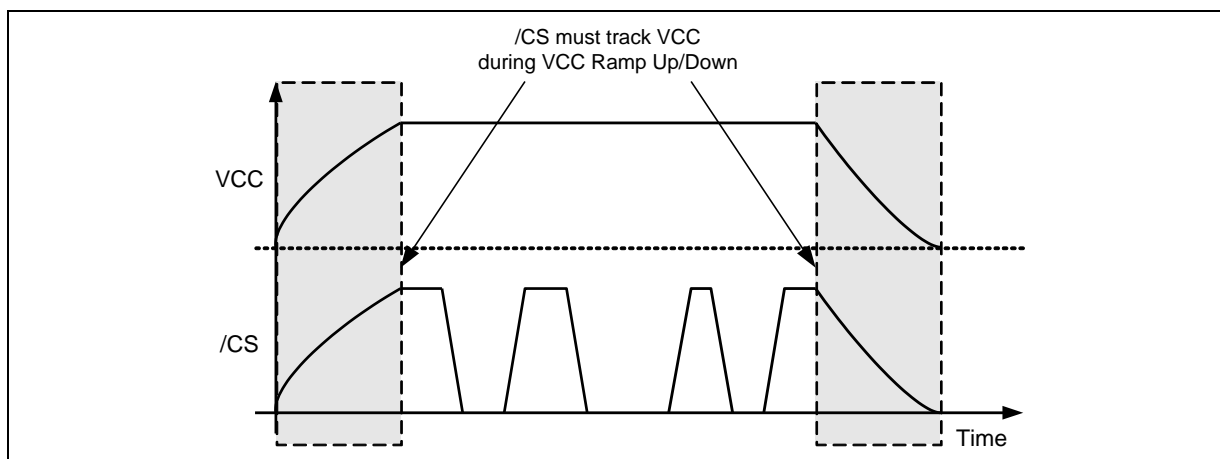 /CS must track VCC
during VCC Ramp Up/Down
VCC
/CS
Time